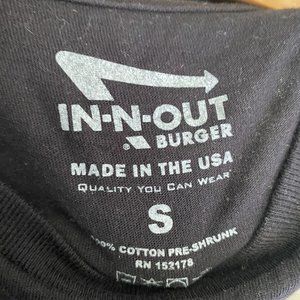 IN-N-OUT
BURGER
MADE IN THE USA
QUALITY YOU CAN WEAR
S
100% COTTON PRE-SHRUNK
RN 152178